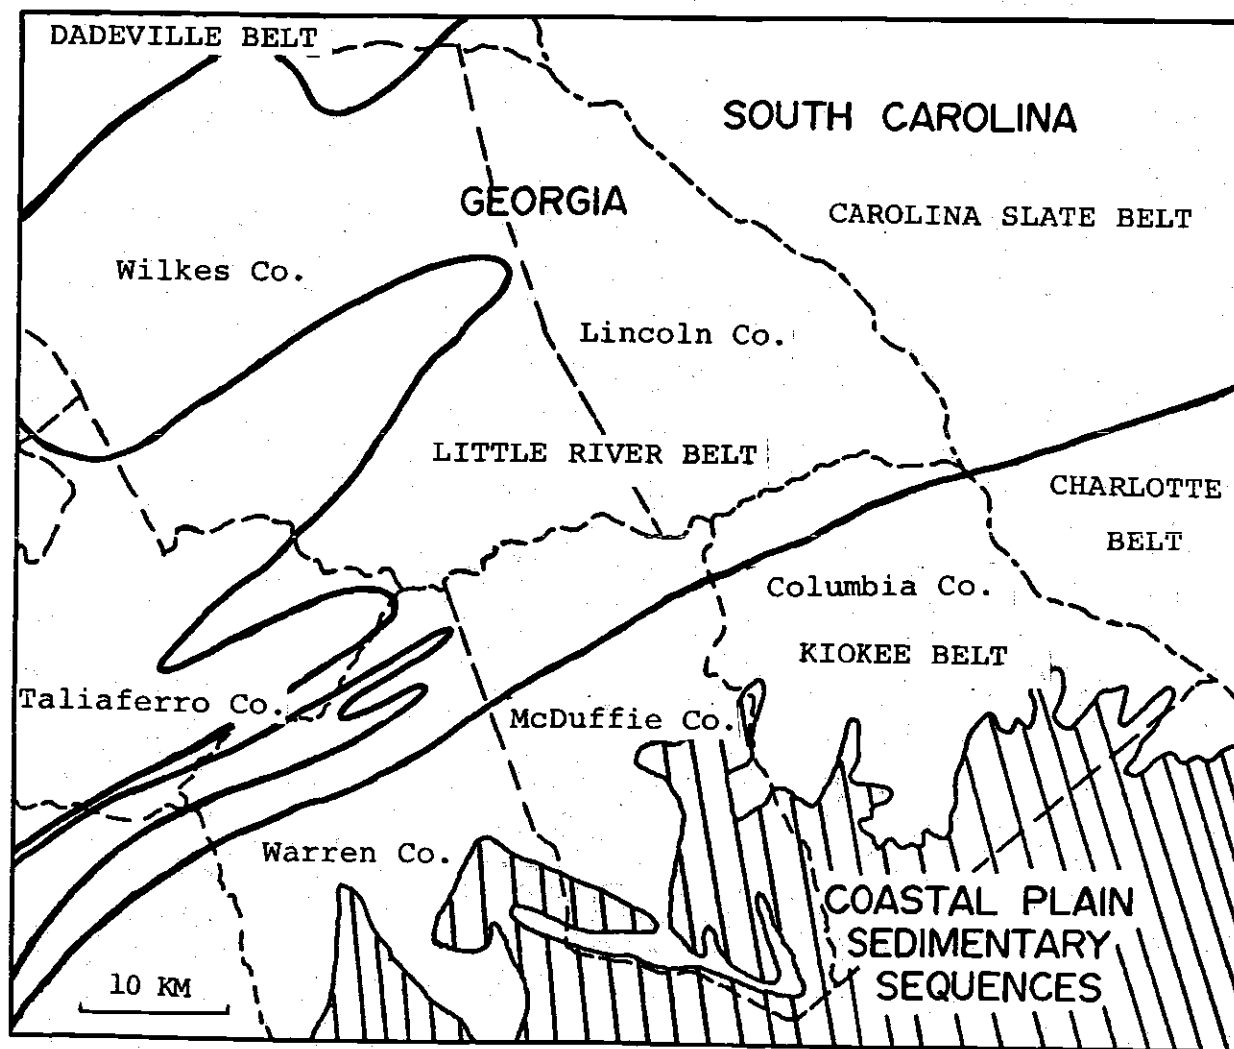 DADEVILLE BELT
SOUTH CAROLINA
GEORGIA
CAROLINA SLATE BELT
Wilkes Co.
Lincoln Co.
LITTLE RIVER BELT
CHARLOTTE
BELT
Columbia Co.
KIOKEE BELT
Taliaferro Co.
McDuffie Co.
Warren Co.
COASTAL PLAIN
SEDIMENTARY
SEQUENCES
10 KM